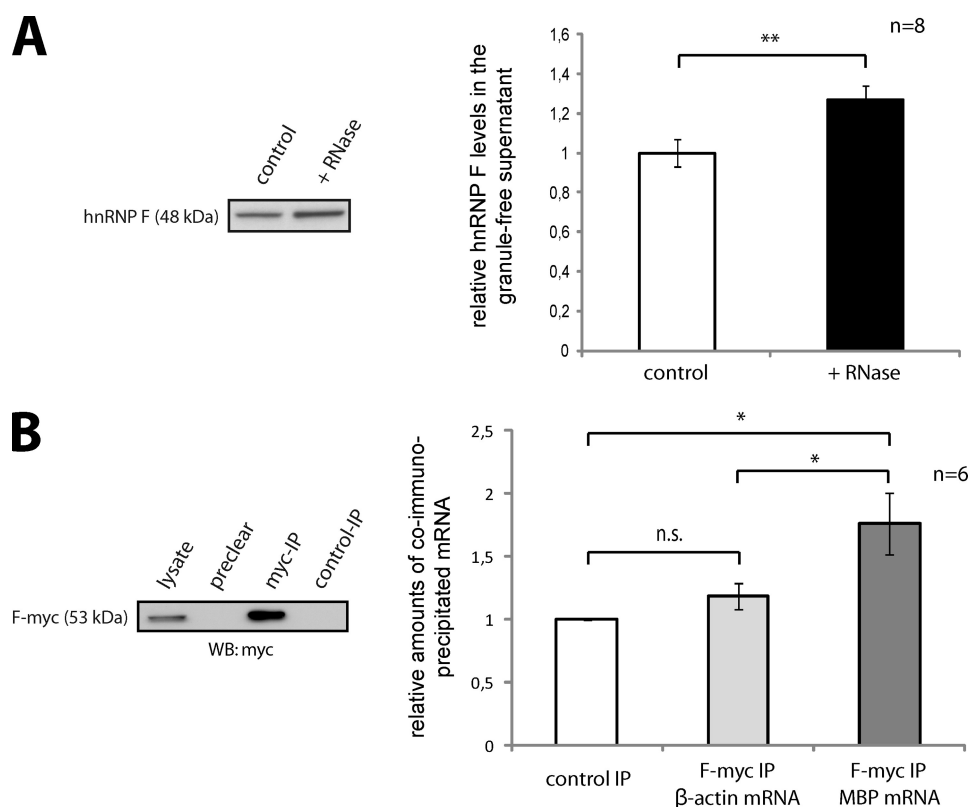 A
control
+ RNase
hnRNP F (48 kDa)
relative hnRNP F levels in the
granule-free supernatant
1,6
1,4
1,2
1
0,8
0,6
0,4
0,2
0
**
n=8
control
+ RNase
B
lysate
preclear
myc-IP
control-IP
F-myc (53 kDa)
WB: myc
relative amounts of co-immuno-
precipitated mRNA
2,5
2
1,5
1
0,5
0
*
*
n.s.
n=6
control IP
F-myc IP
β-actin mRNA
F-myc IP
MBP mRNA